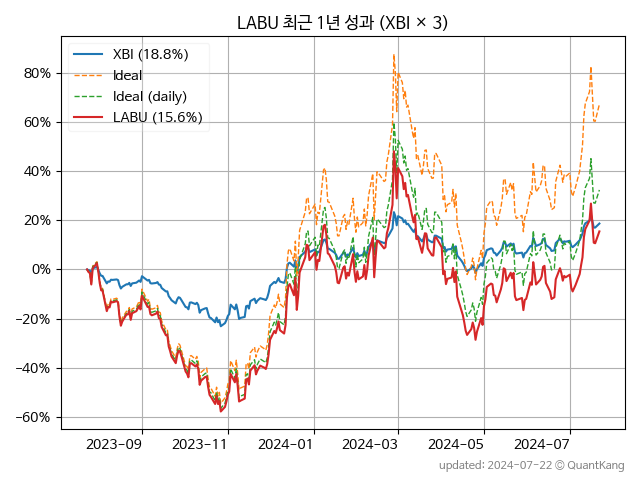 LABU 최근 1년 성과 (XBI × 3)
XBI (18.8%)
Ideal
Ideal (daily)
LABU (15.6%)
80%
60%
40%
20%
0%
−20%
−40%
−60%
2023-09 2023-11 2024-01 2024-03 2024-05 2024-07
updated: 2024-07-22 © QuantKang